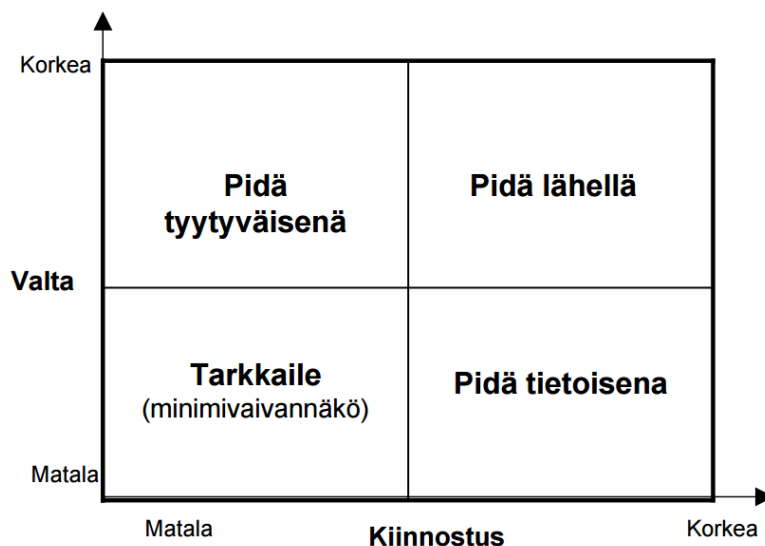 Korkea
Pidä
tyytyväisenä
Pidä lähellä
Valta
Tarkkaile
(minimivaivannäkö)
Pidä tietoisena
Matala
Matala
Kiinnostus
Korkea